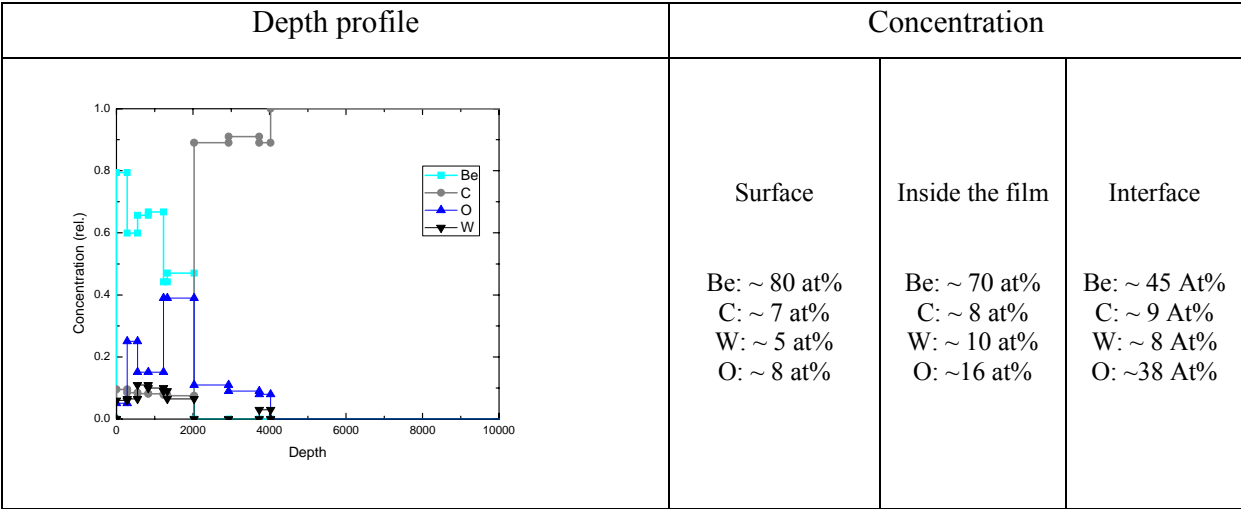 Depth profile
Concentration
1.0
0.8
0.6
0.4
0.2
0.0
Concentration (rel.)
0
2000
4000
6000
8000
10000
Depth
Be
C
O
W
Surface
Be: ~ 80 at%
C: ~ 7 at%
W: ~ 5 at%
O: ~ 8 at%
Inside the film
Be: ~ 70 at%
C: ~ 8 at%
W: ~ 10 at%
O: ~16 at%
Interface
Be: ~ 45 At%
C: ~ 9 At%
W: ~ 8 At%
O: ~38 At%